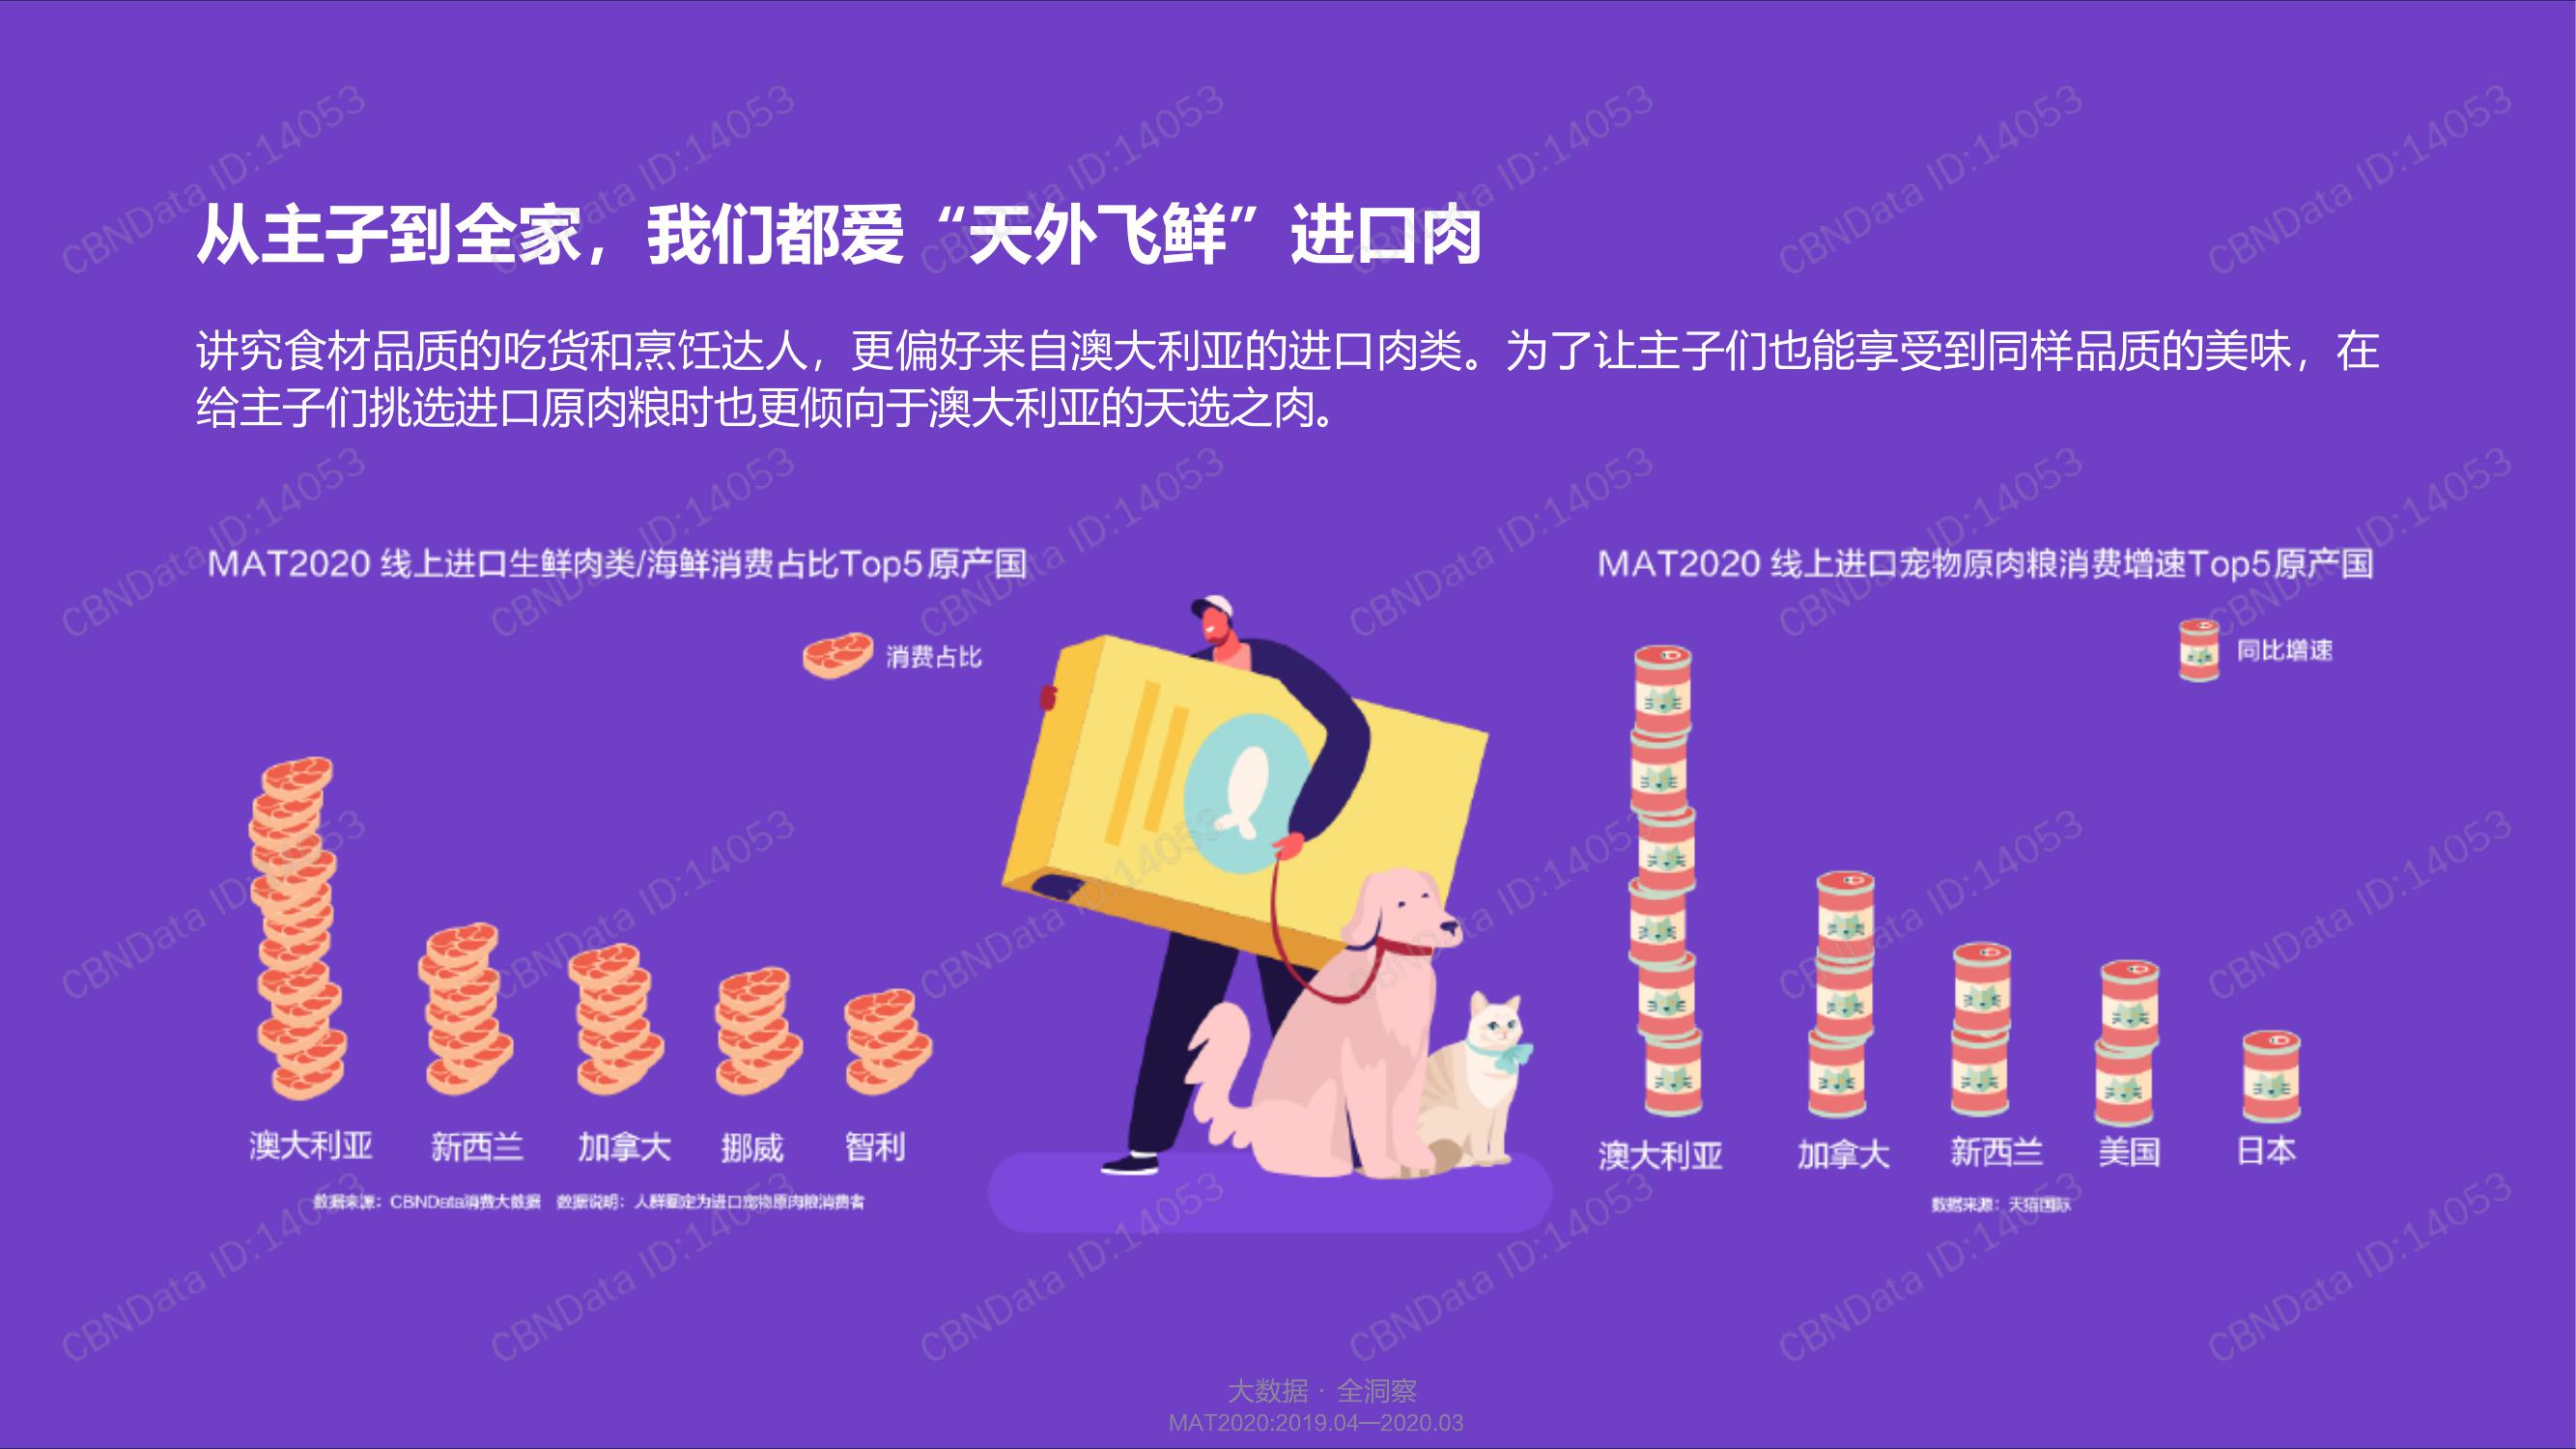 从主子到全家，我们都爱“天外飞鲜”进口肉
讲究食材品质的吃货和烹饪达人，更偏好来自澳大利亚的进口肉类。为了让主子们也能享受到同样品质的美味，在
给主子们挑选进口原肉粮时也更倾向于澳大利亚的天选之肉。
MAT2020 线上进口生鲜肉类/海鲜消费占比Top5原产国
消费占比
澳大利亚 新西兰 加拿大 挪威 智利
数据来源：CBNData消费大数据 数据说明：人群圈定为进口宠物原肉粮消费者
MAT2020 线上进口宠物原肉粮消费增速Top5原产国
同比增速
澳大利亚 加拿大 新西兰 美国 日本
数据来源：天猫国际
大数据 · 全洞察
MAT2020:2019.04—2020.03
CBNData ID:14053